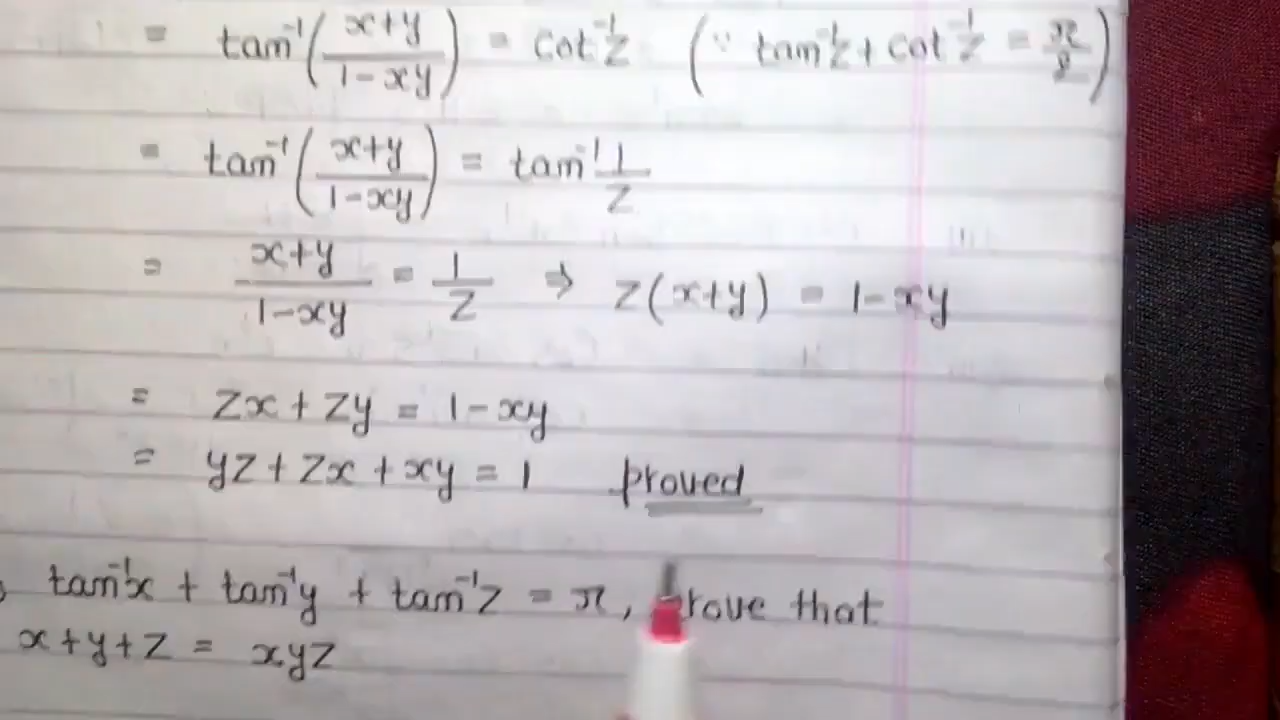 = tan⁻¹((x+y)/(1-xy)) = cot⁻¹z (∵ tan⁻¹z + cot⁻¹z = π/2)
= tan⁻¹((x+y)/(1-xy)) = tan⁻¹ 1/z
= (x+y)/(1-xy) = 1/z ⇒ z(x+y) = 1-xy
= zx + zy = 1-xy
= yz + zx + xy = 1 proved
tan⁻¹x + tan⁻¹y + tan⁻¹z = π, prove that
x+y+z = xyz